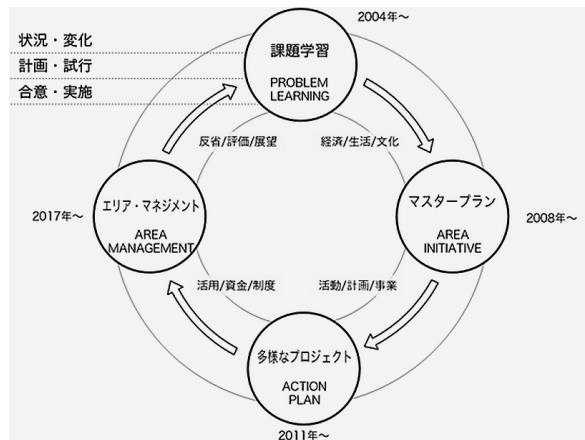 2004年～
状況・変化
計画・試行
合意・実施
課題学習
PROBLEM
LEARNING
反省/評価/展望
経済/生活/文化
エリア・マネジメント
AREA
MANAGEMENT
2017年～
マスタープラン
AREA
INITIATIVE
2008年～
活用/資金/制度
活動/計画/事業
多様なプロジェクト
ACTION
PLAN
2011年～